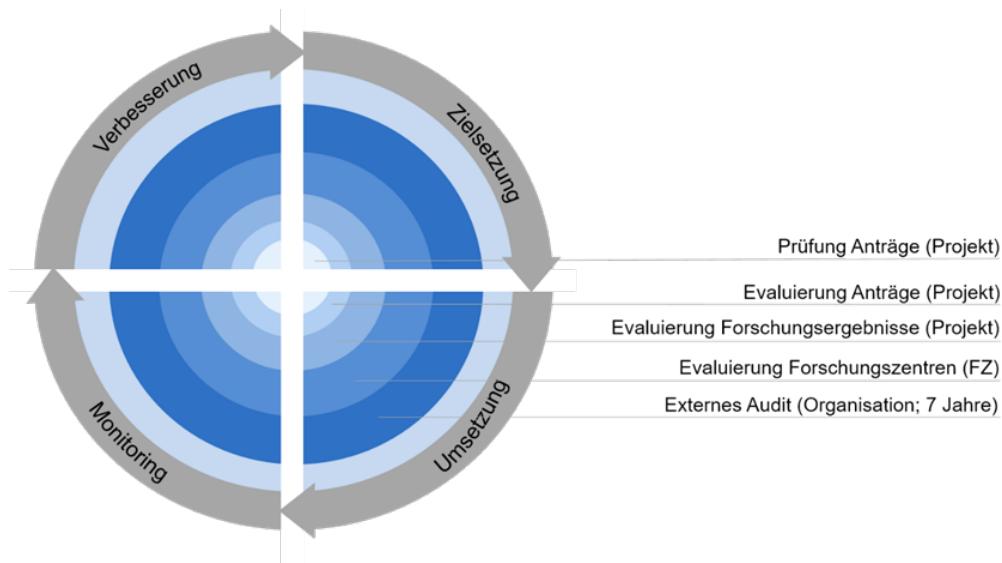 Verbesserung
Zielsetzung
Prüfung Anträge (Projekt)
Evaluierung Anträge (Projekt)
Evaluierung Forschungsergebnisse (Projekt)
Evaluierung Forschungszentren (FZ)
Externes Audit (Organisation; 7 Jahre)
Monitoring
Umsetzung